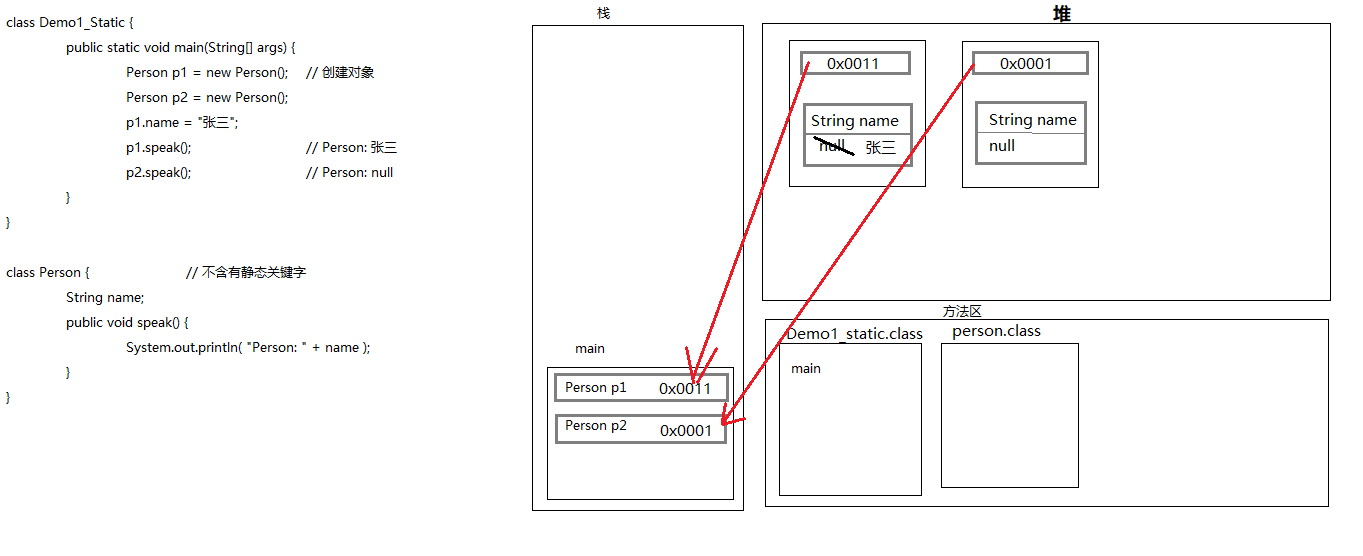 class Demo1_Static {
public static void main(String[] args) {
Person p1 = new Person(); // 创建对象
Person p2 = new Person();
p1.name = "张三";
p1.speak(); // Person: 张三
p2.speak(); // Person: null
}
}
class Person { // 不含有静态关键字
String name;
public void speak() {
System.out.println( "Person: " + name );
}
}
栈
main
Person p1 0x0011
Person p2 0x0001
堆
0x0011
String name
null 张三
0x0001
String name
null
方法区
Demo1_static.class
main
person.class